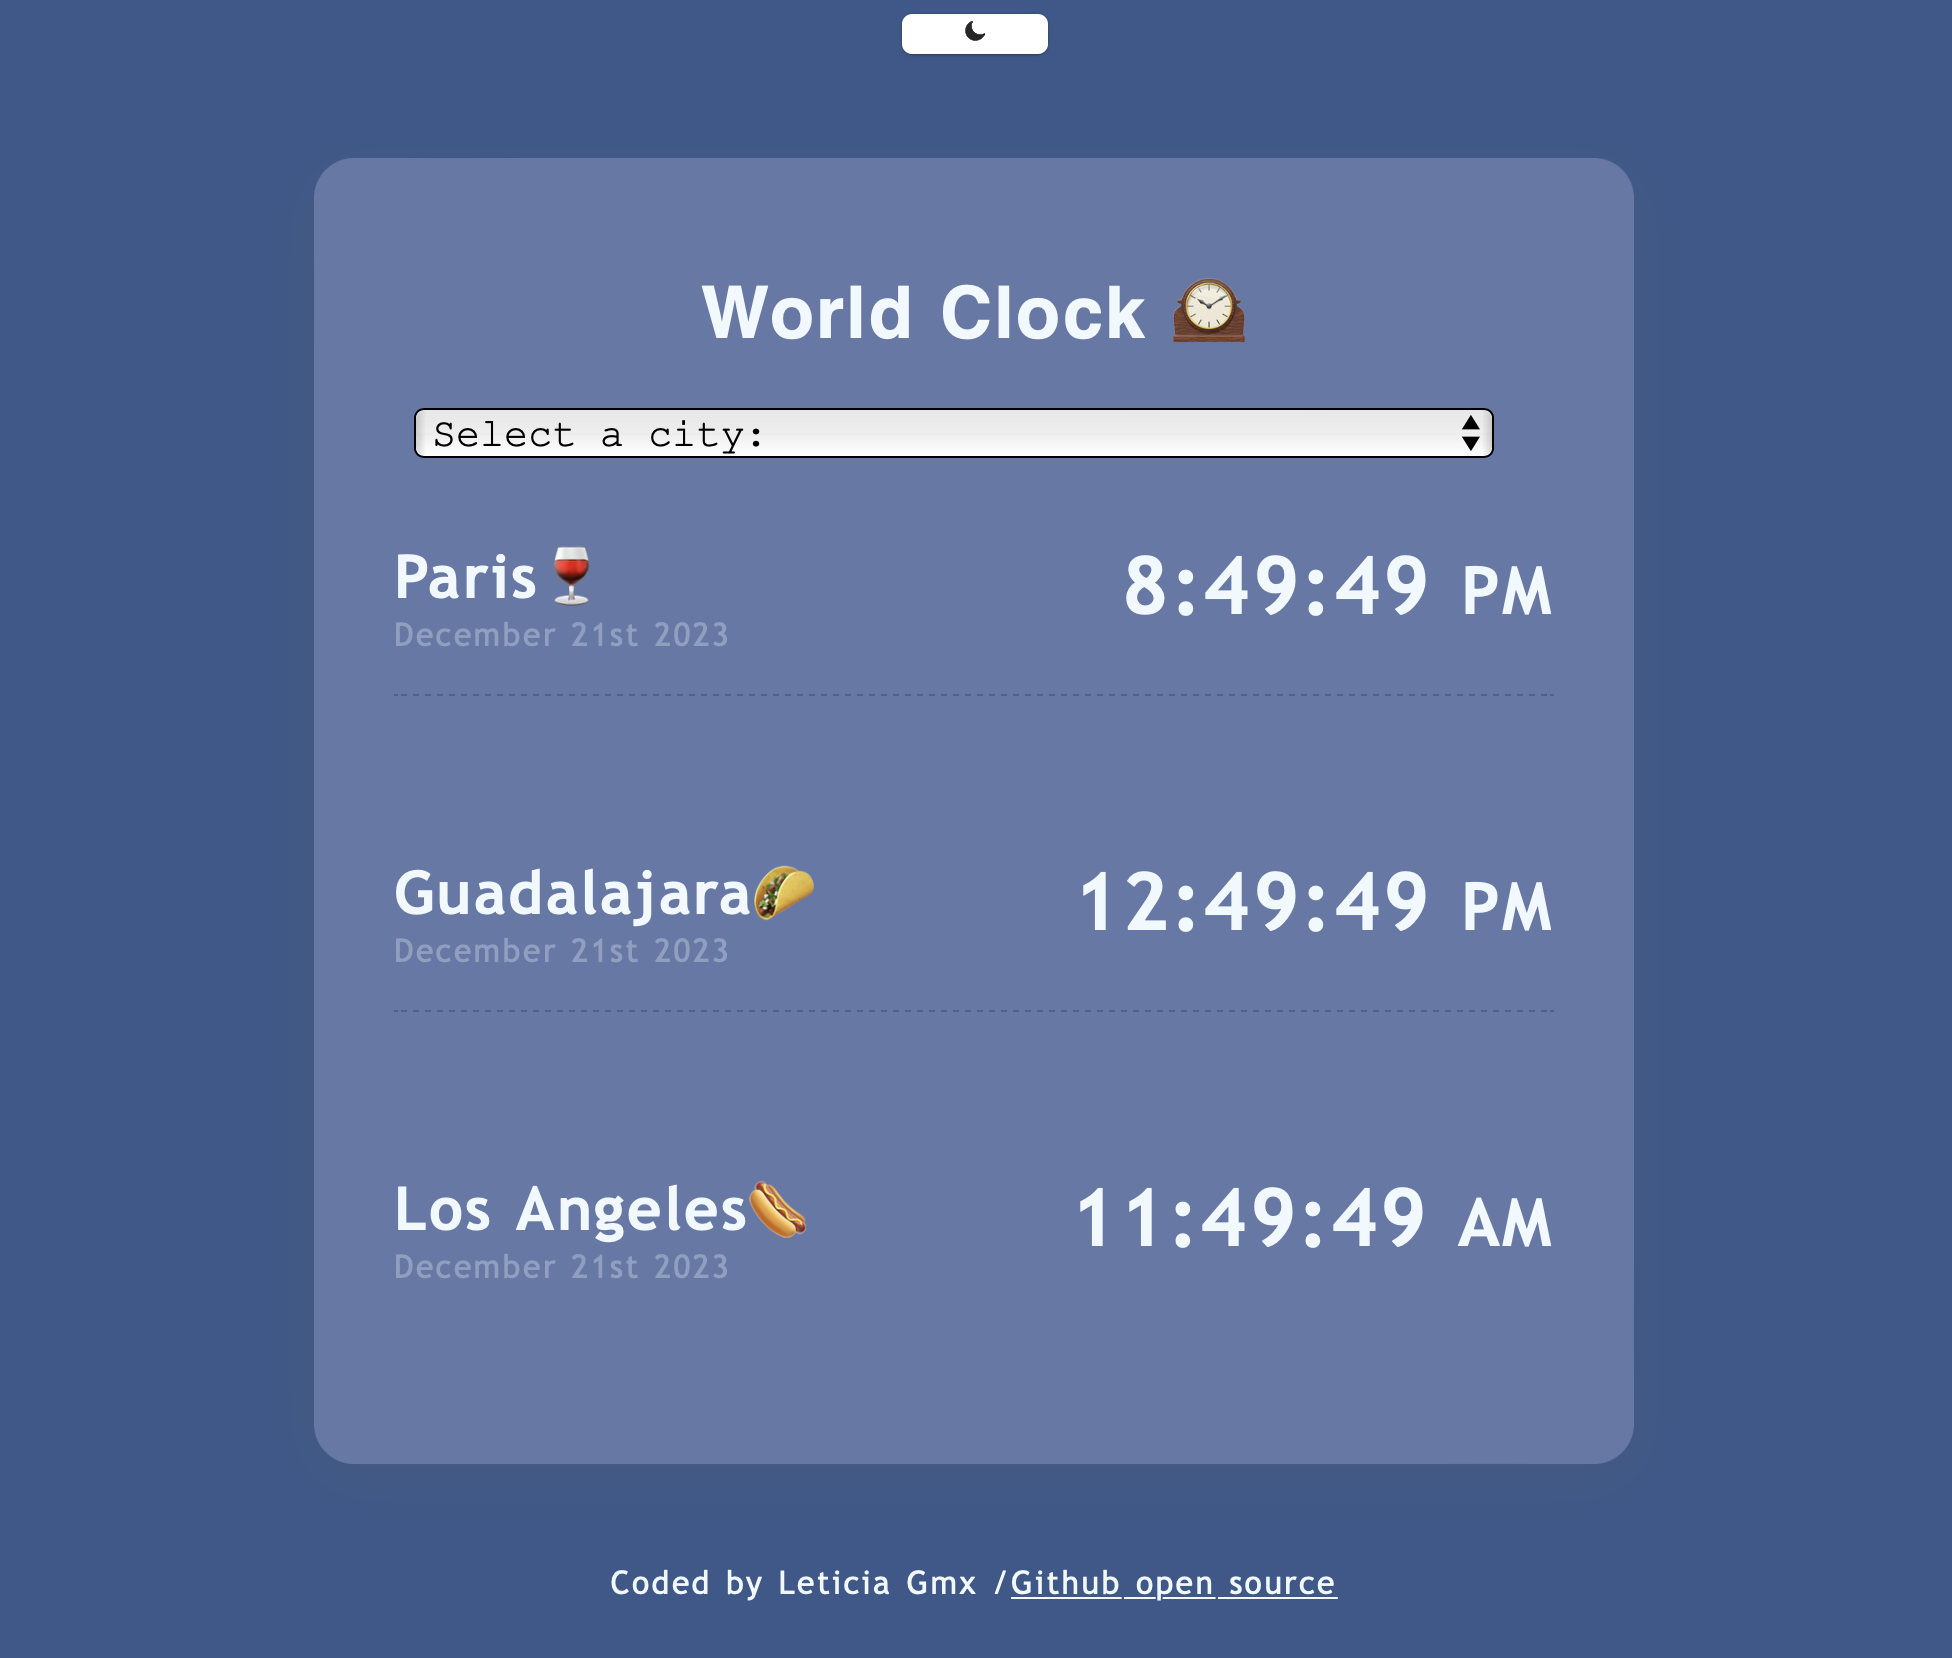 World Clock 🕰️
Select a city:
Paris🍷
8:49:49 PM
December 21st 2023
Guadalajara🌮
12:49:49 PM
December 21st 2023
Los Angeles🌭
11:49:49 AM
December 21st 2023
Coded by Leticia Gmx /Github open source